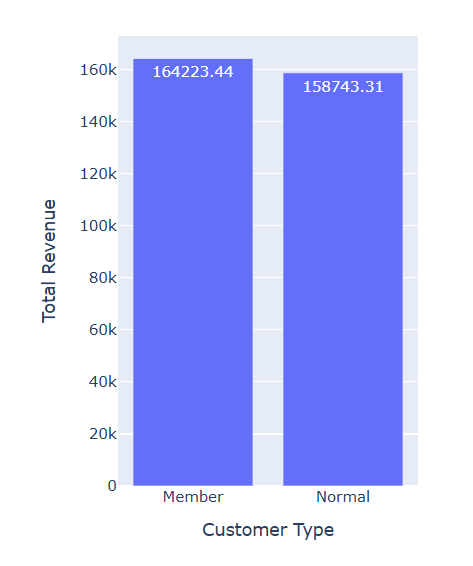 Total Revenue
160k
140k
120k
100k
80k
60k
40k
20k
0
164223.44
158743.31
Member
Normal
Customer Type